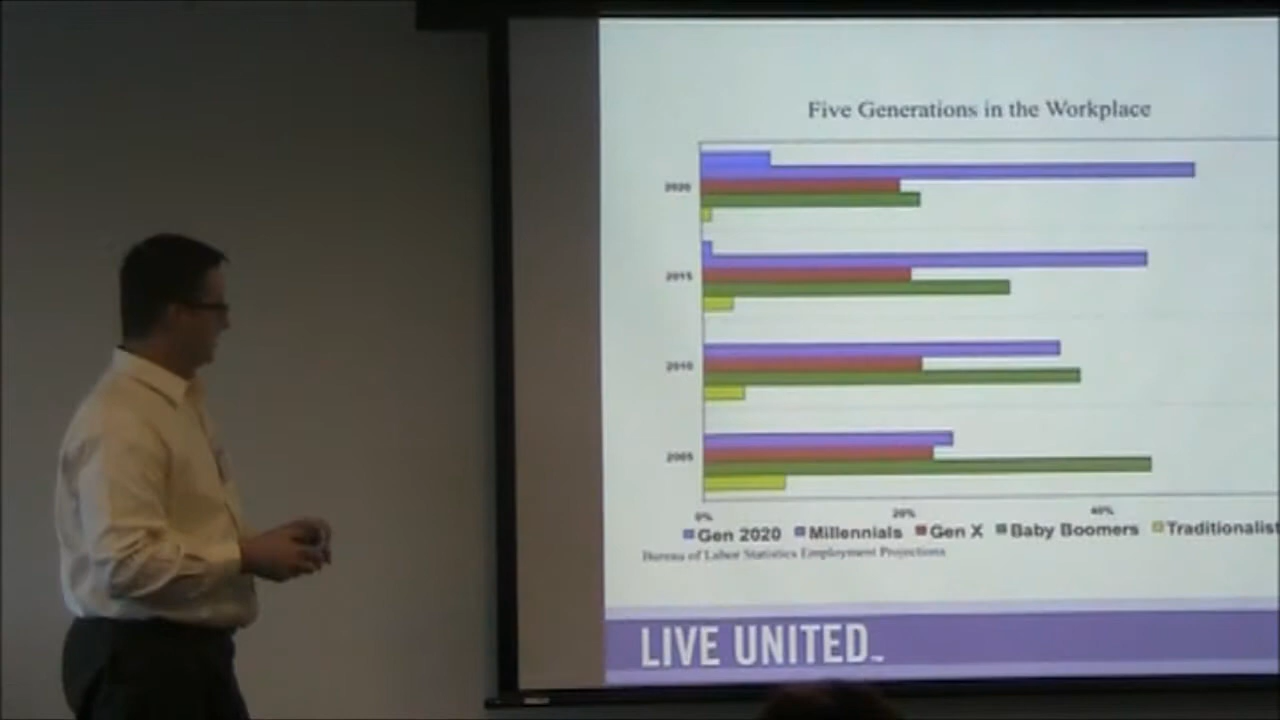 Five Generations in the Workplace
2020
2015
2010
2005
0% 20% 40%
Gen 2020 Millennials Gen X Baby Boomers Traditionalist
Bureau of Labor Statistics Employment Projections
LIVE UNITED™